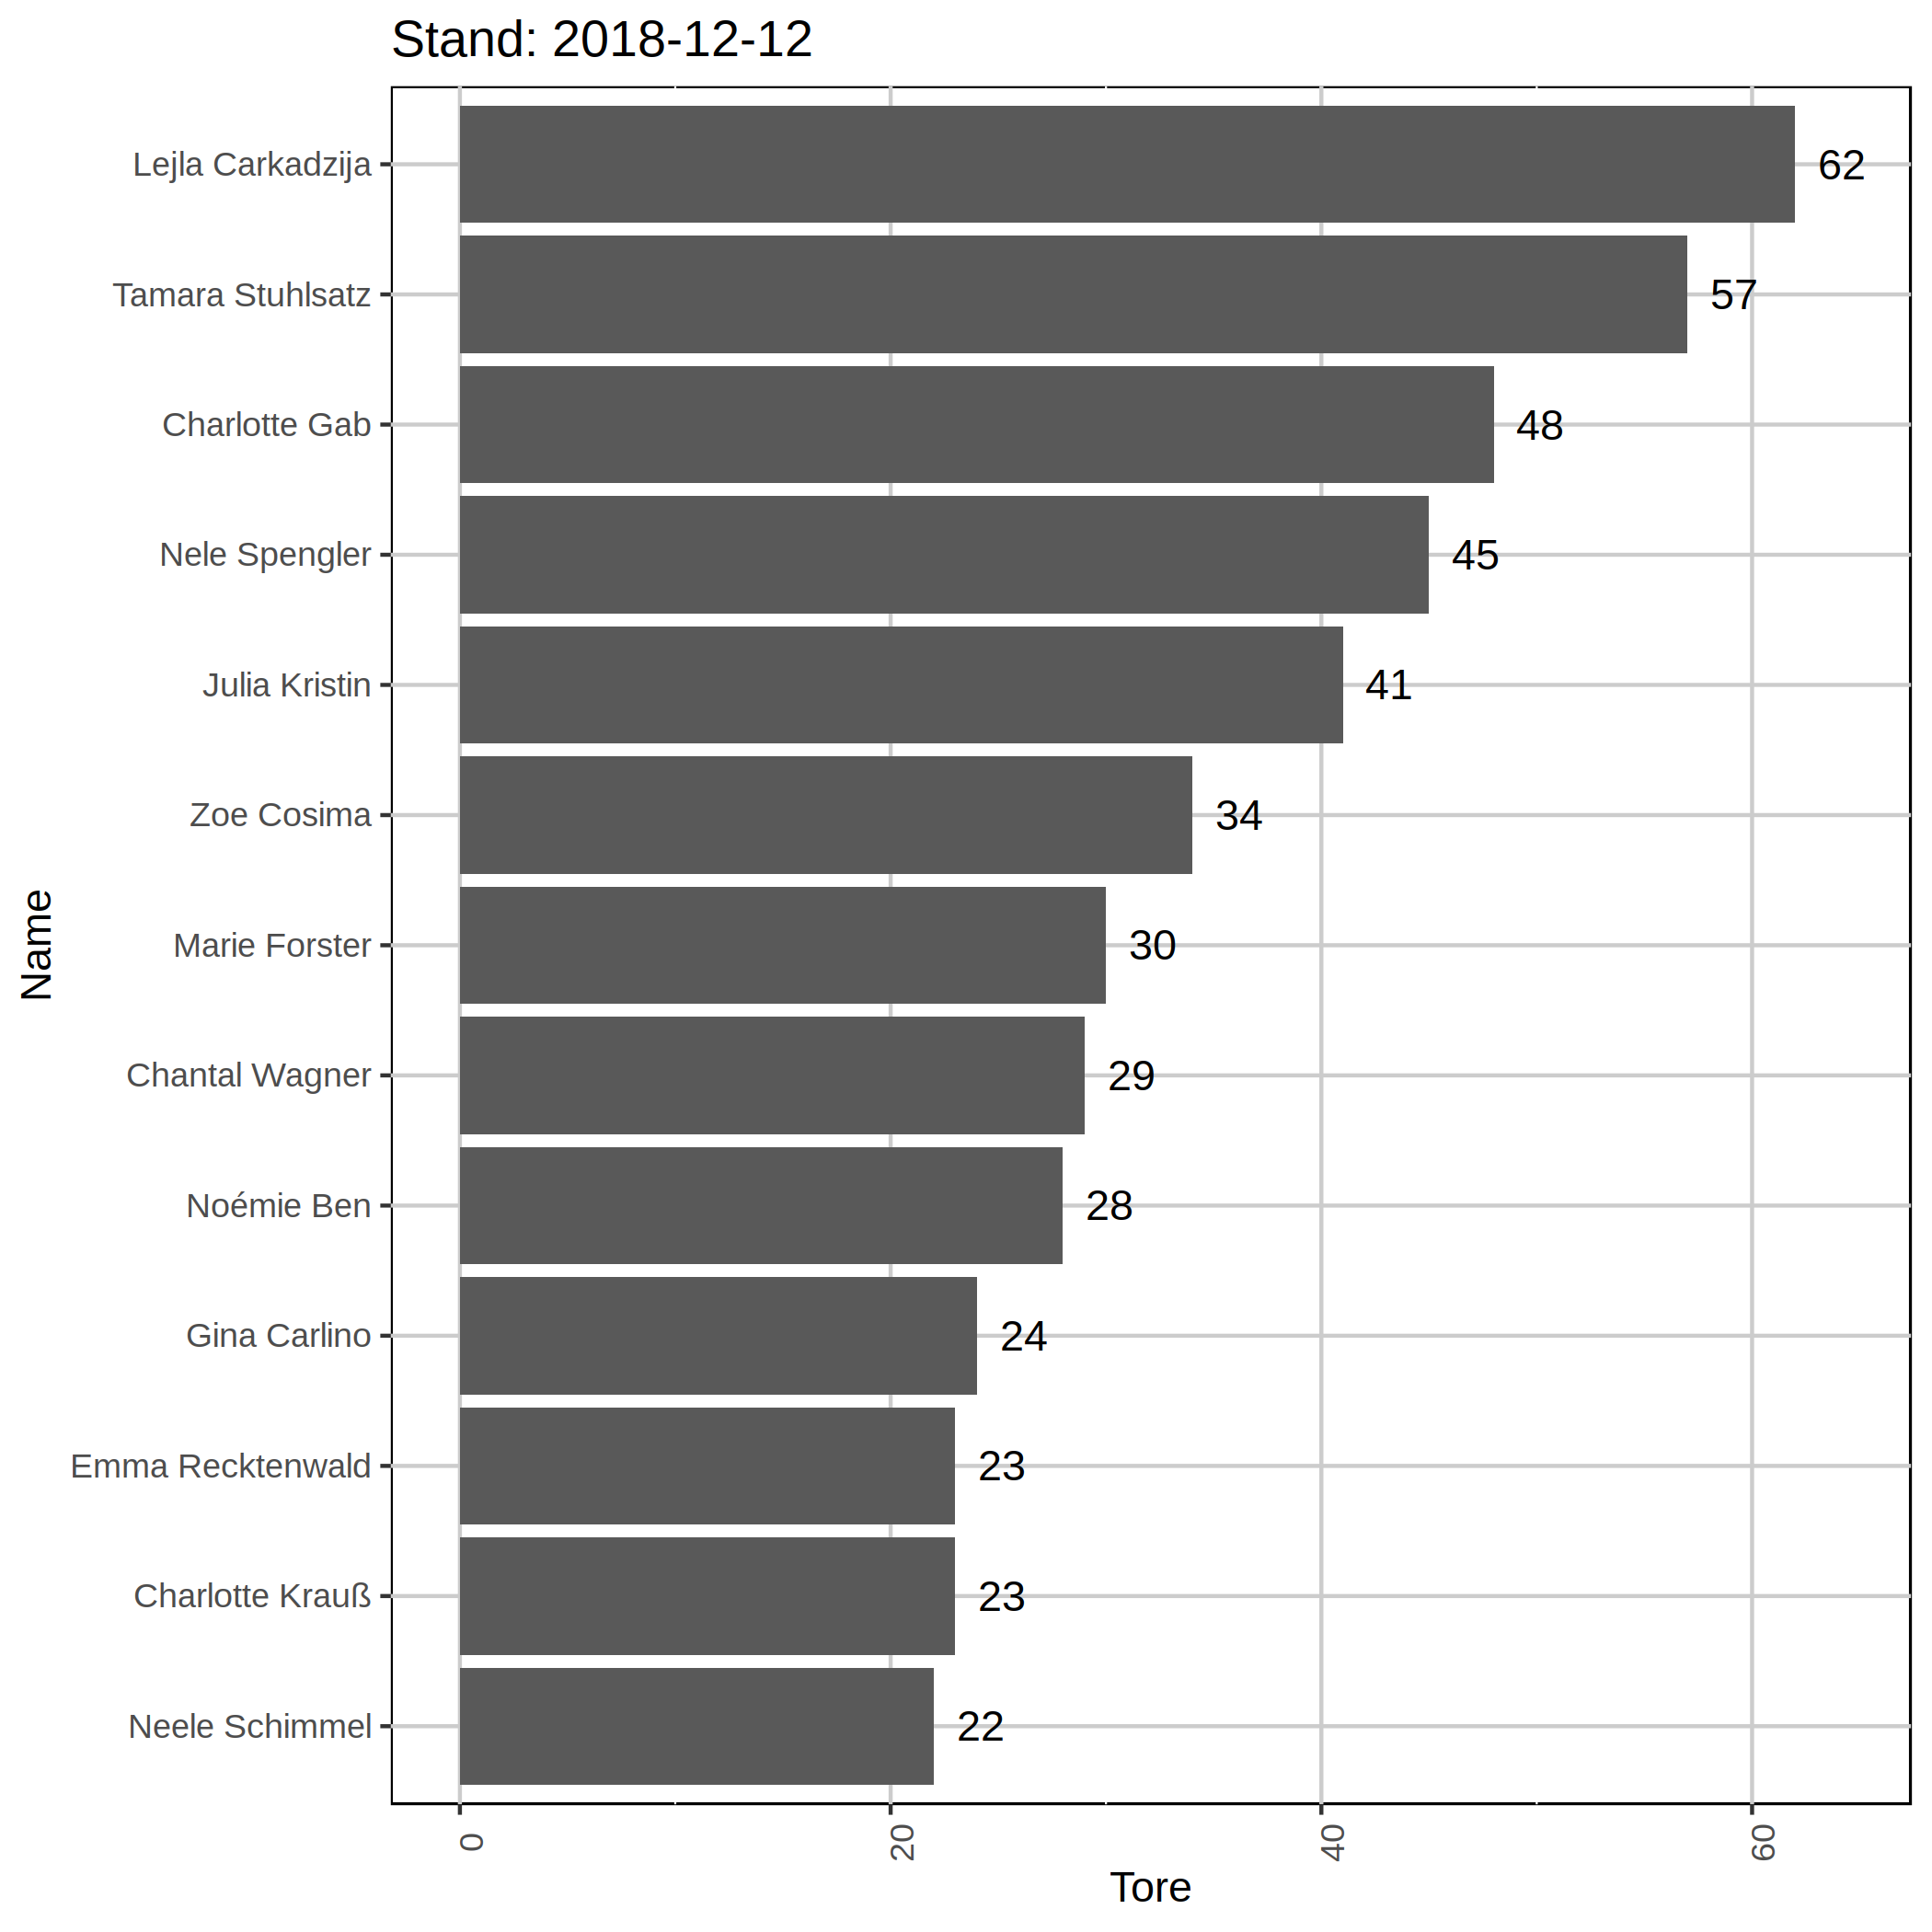 Stand: 2018-12-12
Name
Lejla Carkadzija 62
Tamara Stuhlsatz 57
Charlotte Gab 48
Nele Spengler 45
Julia Kristin 41
Zoe Cosima 34
Marie Forster 30
Chantal Wagner 29
Noémie Ben 28
Gina Carlino 24
Emma Recktenwald 23
Charlotte Krauß 23
Neele Schimmel 22
0 20 40 60
Tore